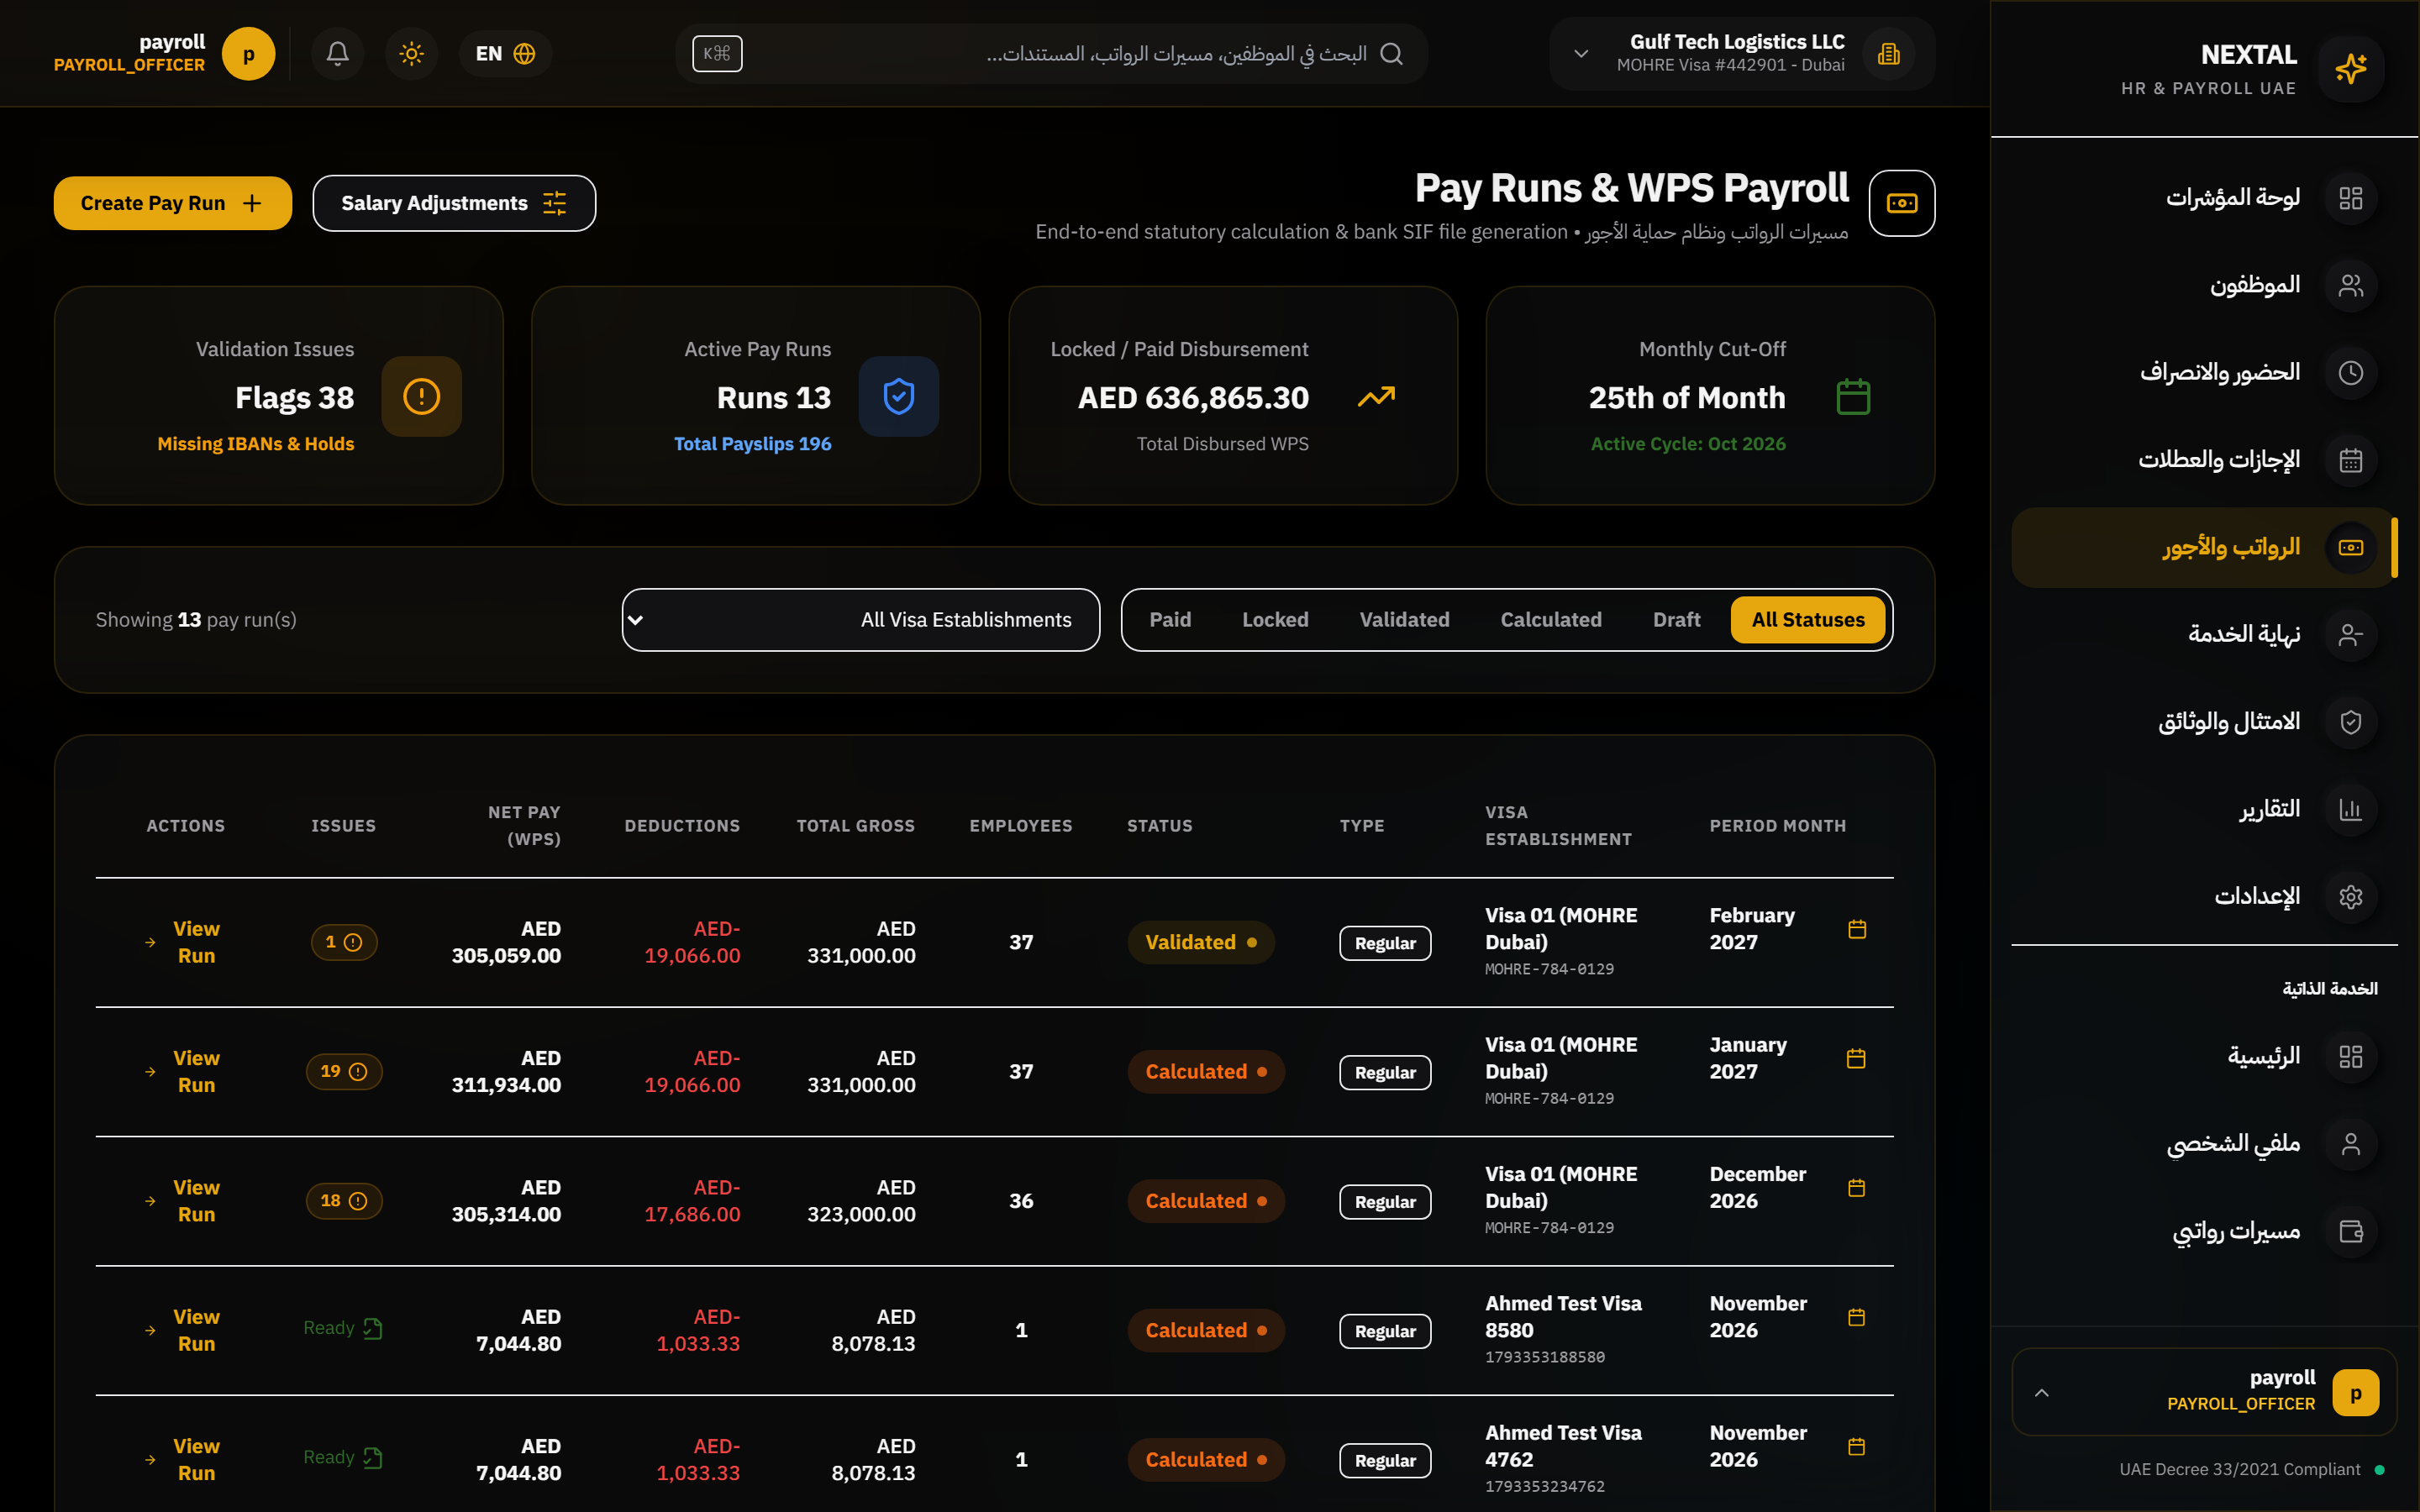 NEXTAL
HR & PAYROLL UAE
لوحة المؤشرات
الموظفون
الحضور والانصراف
الإجازات والعطلات
الرواتب والأجور
نهاية الخدمة
الامتثال والوثائق
التقارير
الإعدادات
الخدمة الذاتية
الرئيسية
ملفي الشخصي
مسيرات رواتبي
p
payroll
PAYROLL_OFFICER
UAE Decree 33/2021 Compliant
Gulf Tech Logistics LLC
MOHRE Visa #442901 - Dubai
البحث في الموظفين، مسيرات الرواتب، المستندات...
K⌘
EN
p
payroll
PAYROLL_OFFICER
Pay Runs & WPS Payroll
End-to-end statutory calculation & bank SIF file generation • مسيرات الرواتب ونظام حماية الأجور
Salary Adjustments
Create Pay Run
Monthly Cut-Off
25th of Month
Active Cycle: Oct 2026
Locked / Paid Disbursement
AED 636,865.30
Total Disbursed WPS
Active Pay Runs
Runs 13
Total Payslips 196
Validation Issues
Flags 38
Missing IBANs & Holds
All Statuses
Draft
Calculated
Validated
Locked
Paid
All Visa Establishments
Showing 13 pay run(s)
PERIOD MONTH
VISA
ESTABLISHMENT
TYPE
STATUS
EMPLOYEES
TOTAL GROSS
DEDUCTIONS
NET PAY
(WPS)
ISSUES
ACTIONS
February
2027
Visa 01 (MOHRE
Dubai)
MOHRE-784-0129
Regular
Validated
37
AED
331,000.00
AED-
19,066.00
AED
305,059.00
1
View
Run
January
2027
Visa 01 (MOHRE
Dubai)
MOHRE-784-0129
Regular
Calculated
37
AED
331,000.00
AED-
19,066.00
AED
311,934.00
19
View
Run
December
2026
Visa 01 (MOHRE
Dubai)
MOHRE-784-0129
Regular
Calculated
36
AED
323,000.00
AED-
17,686.00
AED
305,314.00
18
View
Run
November
2026
Ahmed Test Visa
8580
1793353188580
Regular
Calculated
1
AED
8,078.13
AED-
1,033.33
AED
7,044.80
Ready
View
Run
November
2026
Ahmed Test Visa
4762
1793353234762
Regular
Calculated
1
AED
8,078.13
AED-
1,033.33
AED
7,044.80
Ready
View
Run